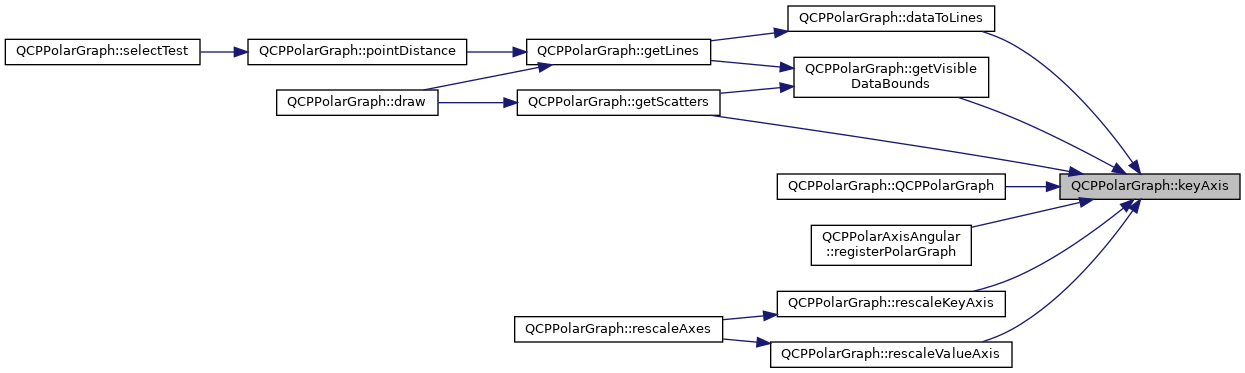 QCPPolarGraph::dataToLines
QCPPolarGraph::selectTest
QCPPolarGraph::pointDistance
QCPPolarGraph::getLines
QCPPolarGraph::getVisible
DataBounds
QCPPolarGraph::draw
QCPPolarGraph::getScatters
QCPPolarGraph::QCPPolarGraph
QCPPolarGraph::keyAxis
QCPPolarAxisAngular
::registerPolarGraph
QCPPolarGraph::rescaleKeyAxis
QCPPolarGraph::rescaleAxes
QCPPolarGraph::rescaleValueAxis